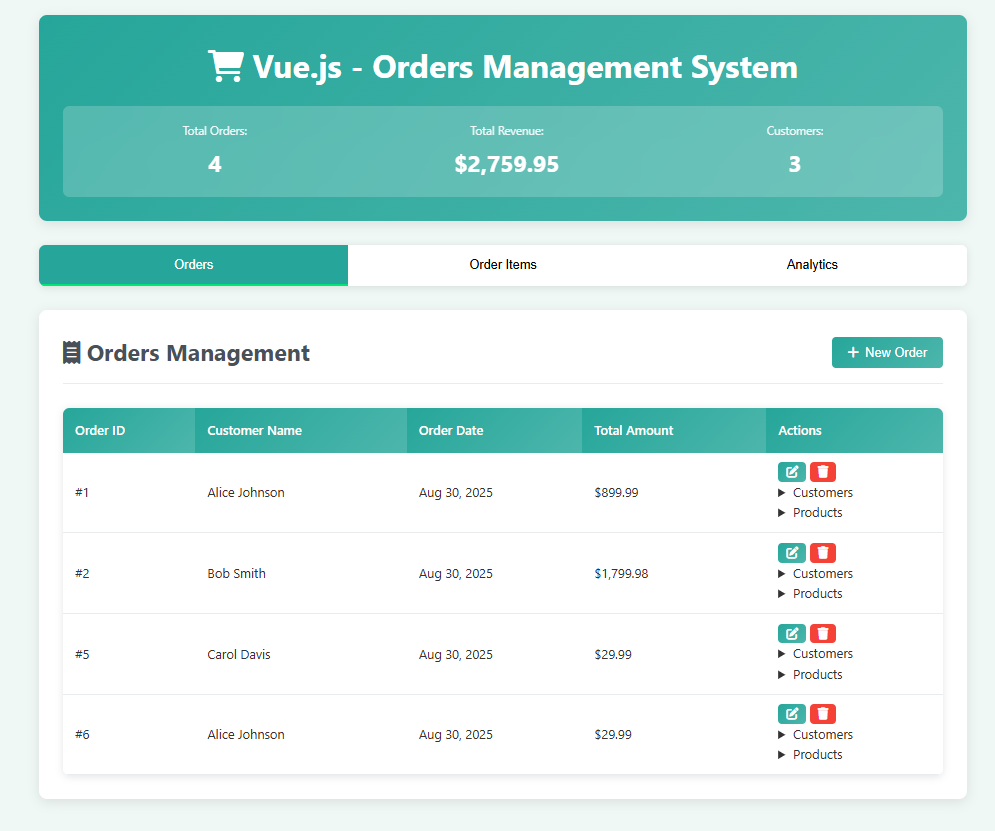 Vue.js - Orders Management System
Total Orders: Total Revenue: Customers:
4 $2,759.95 3
Orders Order Items Analytics
Orders Management + New Order
Order ID Customer Name Order Date Total Amount Actions
#1 Alice Johnson Aug 30, 2025 $899.99 Customers
Products
#2 Bob Smith Aug 30, 2025 $1,799.98 Customers
Products
#5 Carol Davis Aug 30, 2025 $29.99 Customers
Products
#6 Alice Johnson Aug 30, 2025 $29.99 Customers
Products